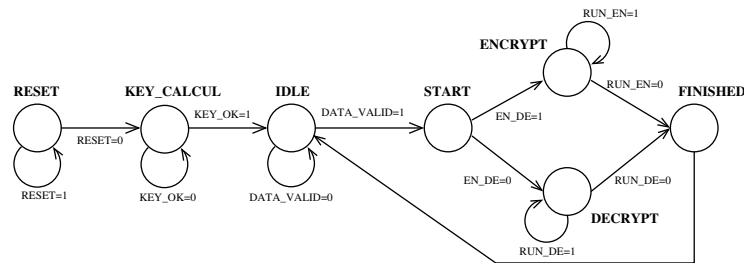 RUN_EN=1
ENCRYPT
RESET
KEY_CALCUL
IDLE
START
FINISHED
RUN_EN=0
KEY_OK=1
DATA_VALID=1
EN_DE=1
RESET=0
EN_DE=0
RUN_DE=0
RESET=1
KEY_OK=0
DATA_VALID=0
DECRYPT
RUN_DE=1